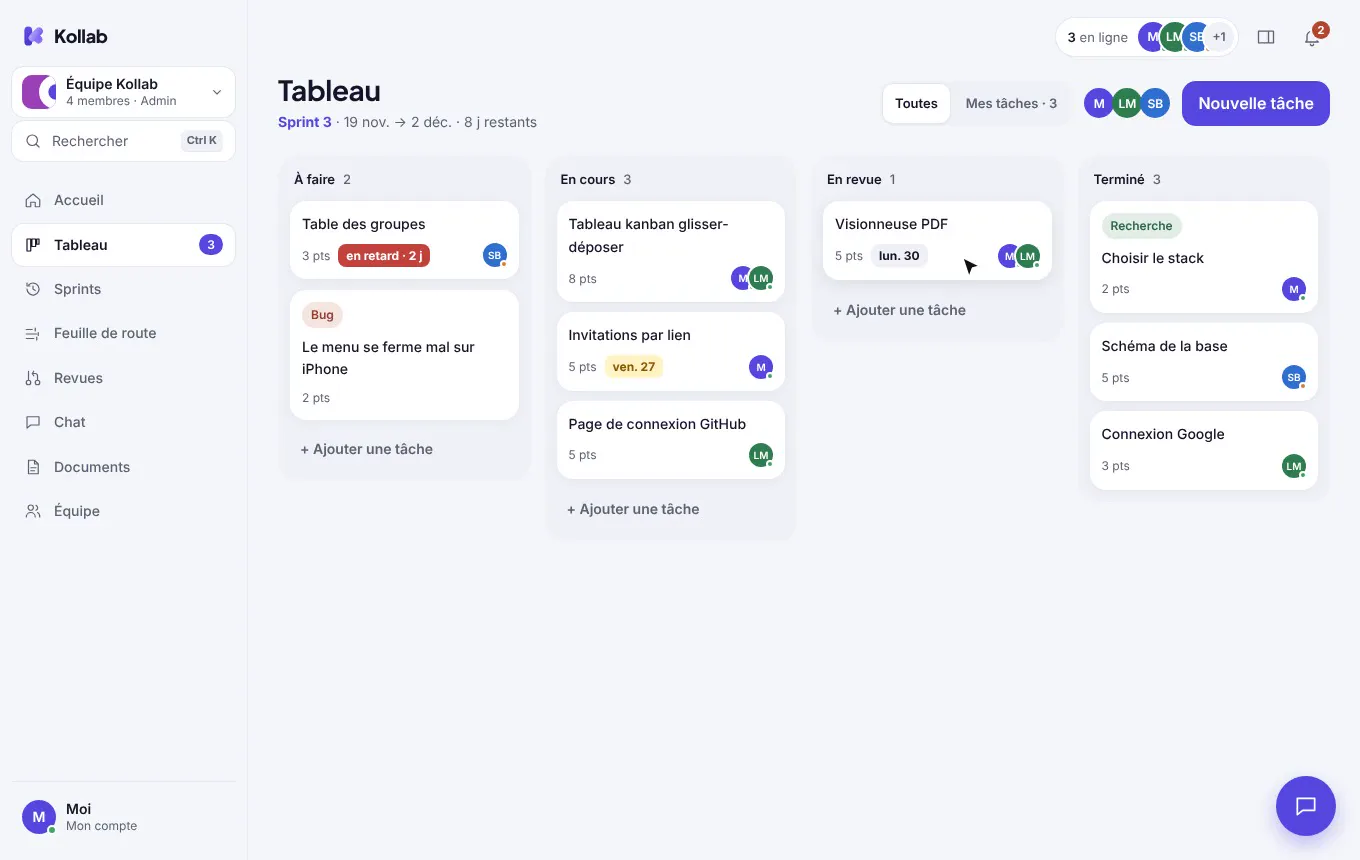 Kollab
Équipe Kollab
4 membres · Admin
Rechercher
Ctrl K
Accueil
Tableau
3
Sprints
Feuille de route
Revues
Chat
Documents
Équipe
M
Moi
Mon compte
3 en ligne
M
LM
SB
+1
2
Tableau
Sprint 3 · 19 nov. → 2 déc. · 8 j restants
Toutes
Mes tâches · 3
M
LM
SB
Nouvelle tâche
À faire 2
Table des groupes
3 pts
en retard · 2 j
SB
Bug
Le menu se ferme mal sur
iPhone
2 pts
+ Ajouter une tâche
En cours 3
Tableau kanban glisser-
déposer
8 pts
M
LM
Invitations par lien
5 pts
ven. 27
M
Page de connexion GitHub
5 pts
LM
+ Ajouter une tâche
En revue 1
Visionneuse PDF
5 pts
lun. 30
M
LM
+ Ajouter une tâche
Terminé 3
Recherche
Choisir le stack
2 pts
M
Schéma de la base
5 pts
SB
Connexion Google
3 pts
LM